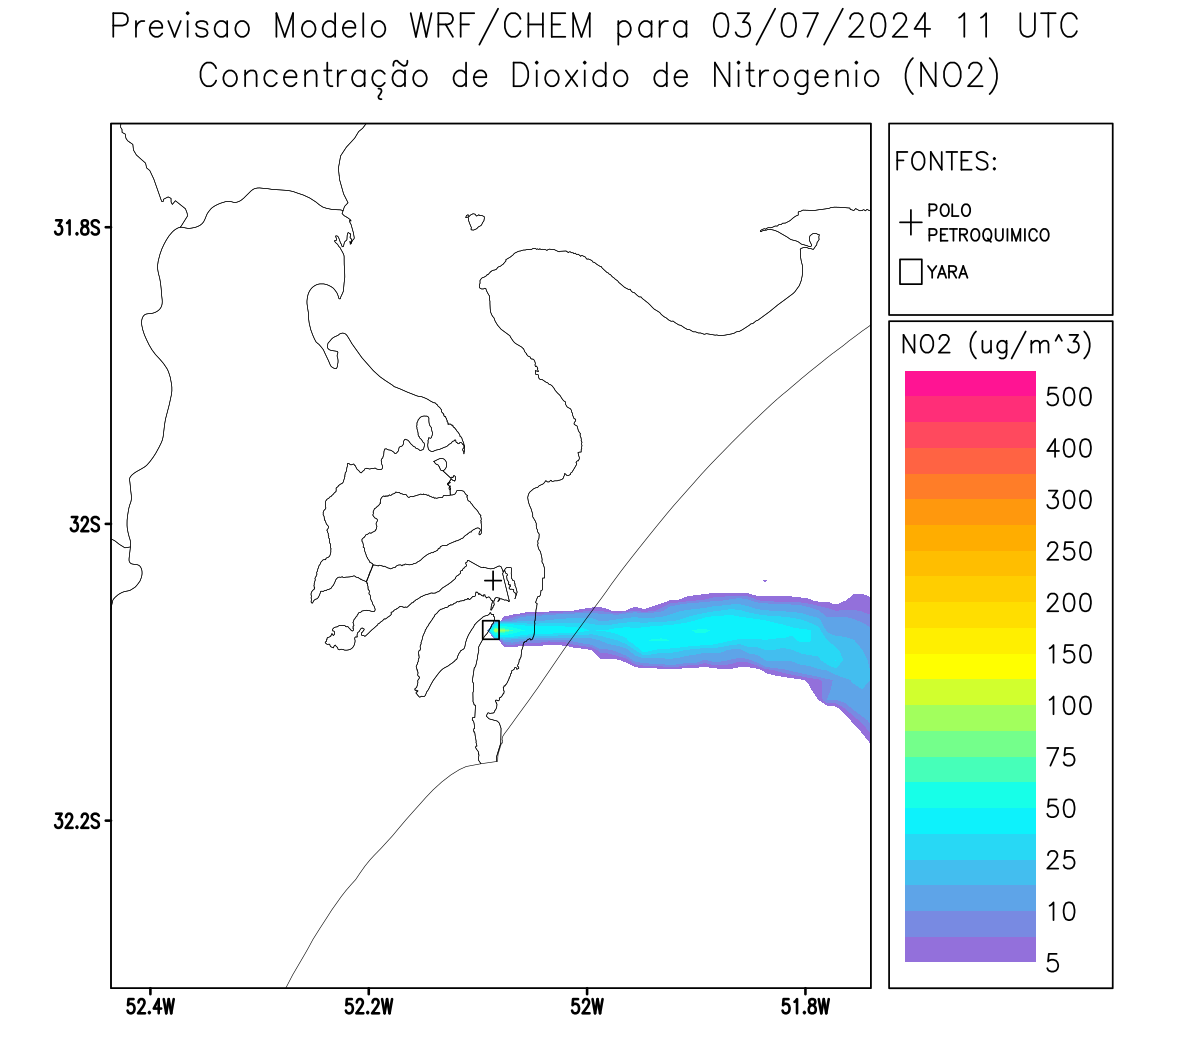 Previsao Modelo WRF/CHEM para 03/07/2024 11 UTC
Concentração de Dioxido de Nitrogenio (NO2)
FONTES:
POLO
PETROQUIMICO
YARA
31.8S
32S
32.2S
52.4W
52.2W
52W
51.8W
NO2 (ug/m^3)
500
400
300
250
200
150
100
75
50
25
10
5